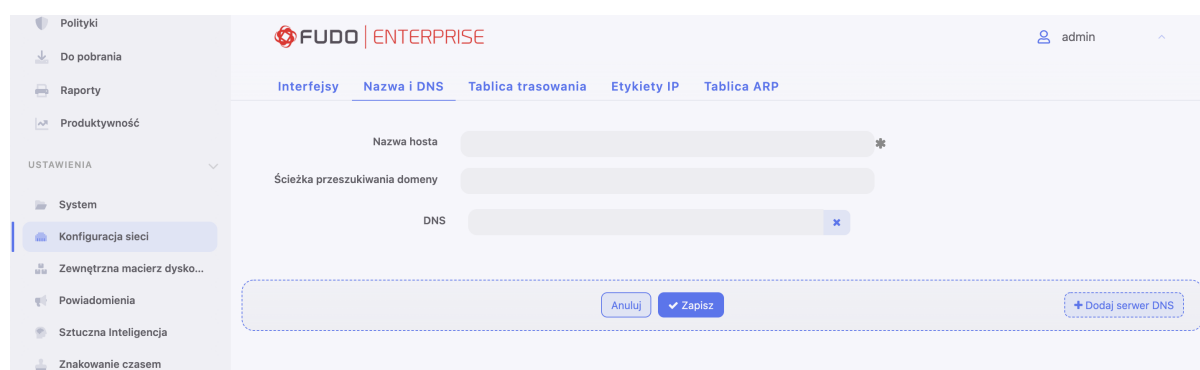 Polityki
Do pobrania
Raporty
Produktywność
USTAWIENIA
System
Konfiguracja sieci
Zewnętrzna macierz dysko...
Powiadomienia
Sztuczna Inteligencja
Znakowanie czasem
FUDO ENTERPRISE
admin
Interfejsy Nazwa i DNS Tablica trasowania Etykiety IP Tablica ARP
Nazwa hosta
Ścieżka przeszukiwania domeny
DNS
Anuluj Zapisz + Dodaj serwer DNS